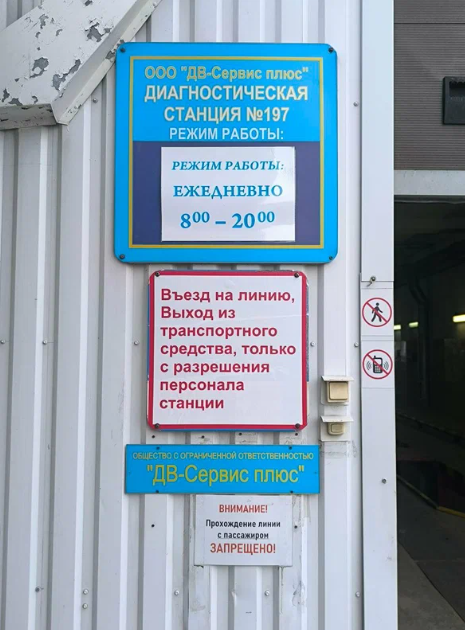 ООО "ДВ-Сервис плюс"
ДИАГНОСТИЧЕСКАЯ
СТАНЦИЯ №197
РЕЖИМ РАБОТЫ:
РЕЖИМ РАБОТЫ:
ЕЖЕДНЕВНО
8⁰⁰ – 20⁰⁰
Въезд на линию,
Выход из
транспортного
средства, только
с разрешения
персонала
станции
ОБЩЕСТВО С ОГРАНИЧЕННОЙ ОТВЕТСТВЕННОСТЬЮ
"ДВ-Сервис плюс"
ВНИМАНИЕ!
Прохождение линии
с пассажиром
ЗАПРЕЩЕНО!